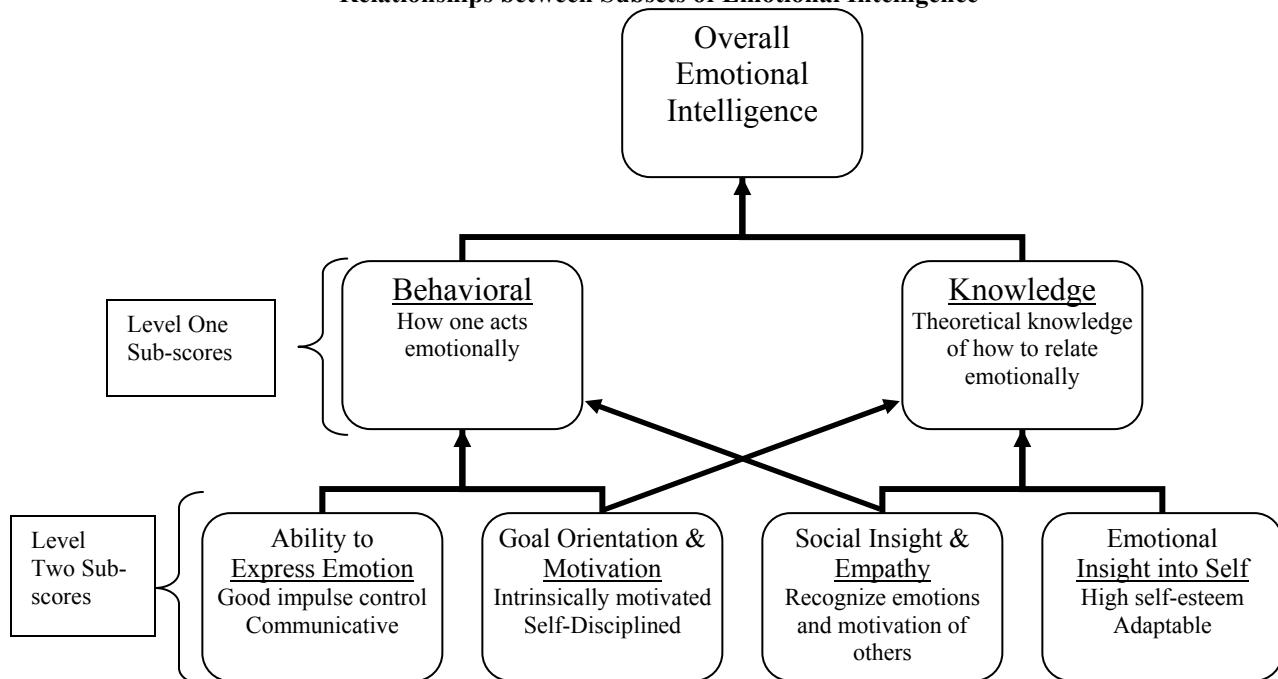 Relationships between Subsets of Emotional Intelligence
Overall
Emotional
Intelligence
Level One
Sub-scores
Behavioral
How one acts
emotionally
Knowledge
Theoretical knowledge
of how to relate
emotionally
Level
Two Sub-
scores
Ability to
Express Emotion
Good impulse control
Communicative
Goal Orientation &
Motivation
Intrinsically motivated
Self-Disciplined
Social Insight &
Empathy
Recognize emotions
and motivation of
others
Emotional
Insight into Self
High self-esteem
Adaptable